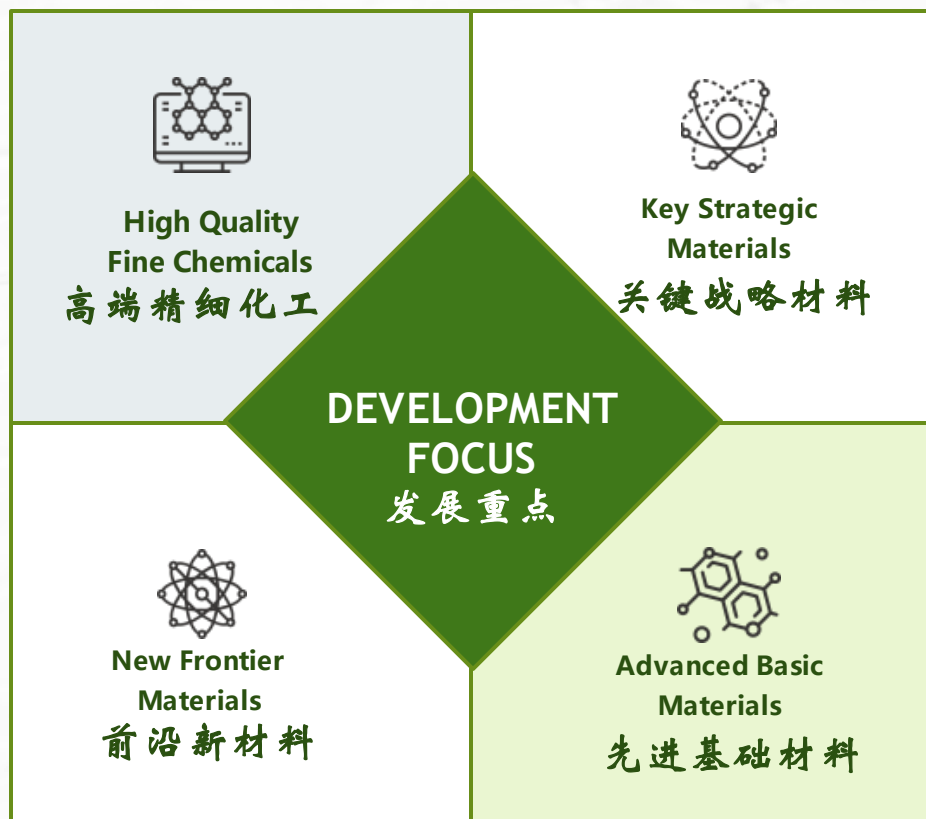 High Quality
Fine Chemicals
高端精细化工
Key Strategic
Materials
关键战略材料
DEVELOPMENT
FOCUS
发展重点
New Frontier
Materials
前沿新材料
Advanced Basic
Materials
先进基础材料